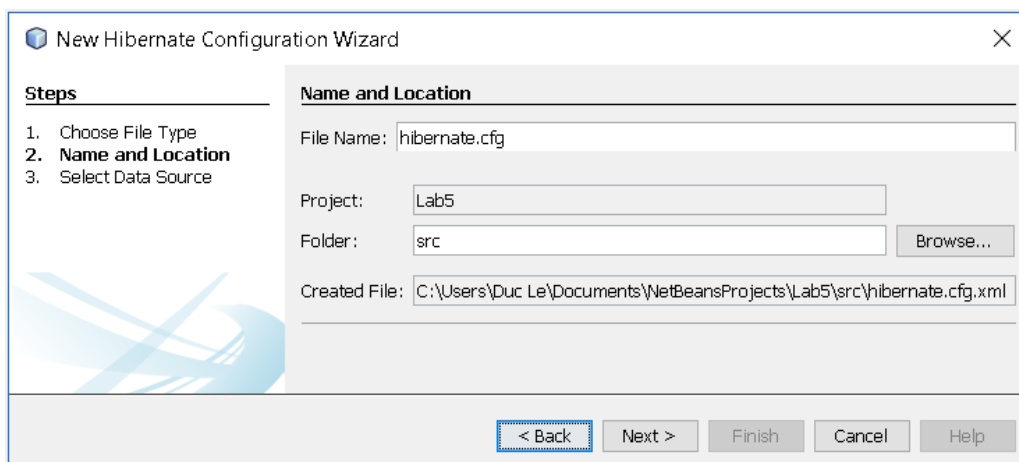 New Hibernate Configuration Wizard
Steps
1. Choose File Type
2. Name and Location
3. Select Data Source
Name and Location
File Name: hibernate.cfg
Project: Lab5
Folder: src Browse...
Created File: C:\Users\Duc Le\Documents\NetBeansProjects\Lab5\src\hibernate.cfg.xml
< Back Next > Finish Cancel Help